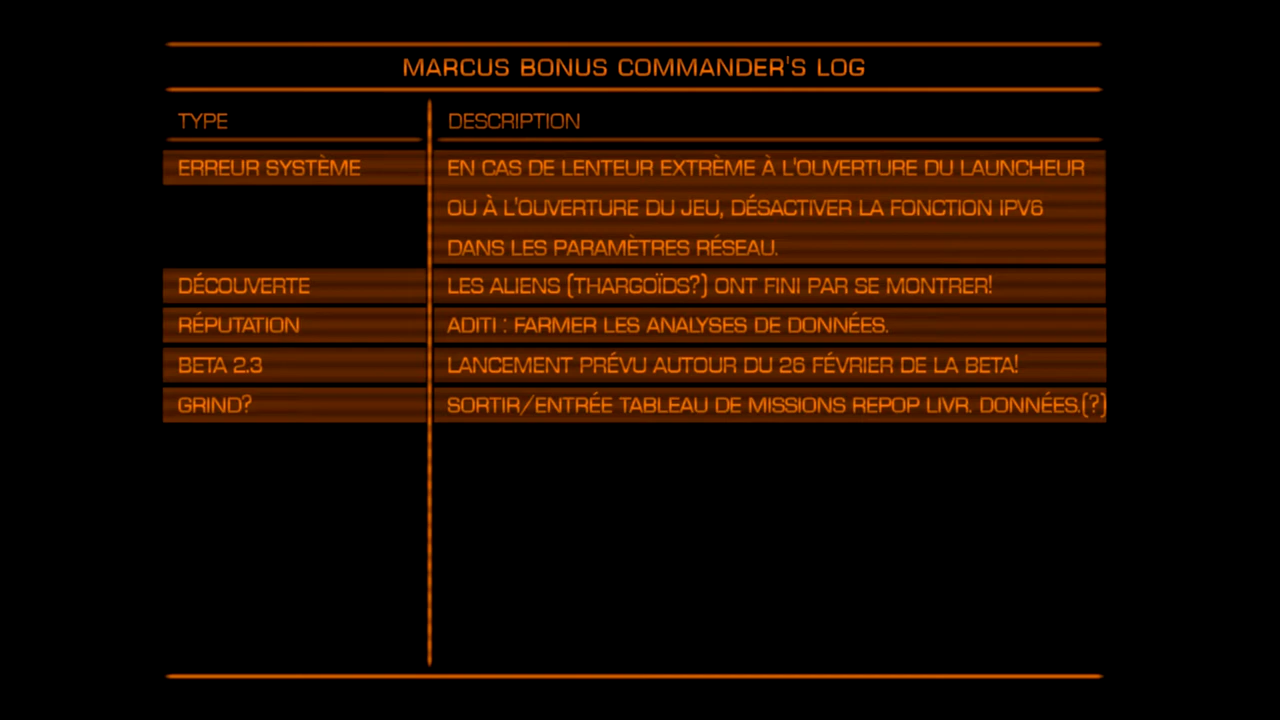 MARCUS BONUS COMMANDER'S LOG
TYPE DESCRIPTION
ERREUR SYSTÈME EN CAS DE LENTEUR EXTRÈME À L'OUVERTURE DU LAUNCHEUR
OU À L'OUVERTURE DU JEU, DÉSACTIVER LA FONCTION IPV6
DANS LES PARAMÈTRES RÉSEAU.
DÉCOUVERTE LES ALIENS (THARGOÏDS?) ONT FINI PAR SE MONTRER!
RÉPUTATION ADITI : FARMER LES ANALYSES DE DONNÉES.
BETA 2.3 LANCEMENT PRÉVU AUTOUR DU 26 FÉVRIER DE LA BETA!
GRIND? SORTIR/ENTRÉE TABLEAU DE MISSIONS REPOP LIVR. DONNÉES.(?)